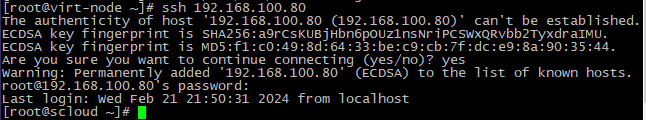 [root@virt-node ~]# ssh 192.168.100.80
The authenticity of host '192.168.100.80 (192.168.100.80)' can't be established.
ECDSA key fingerprint is SHA256:a9rCsKUBjHbn6pOUz1nsNriPCSWxQRvbb2TyxdraIMU.
ECDSA key fingerprint is MD5:f1:c0:49:8d:64:33:be:c9:cb:7f:dc:e9:8a:90:35:44.
Are you sure you want to continue connecting (yes/no)? yes
Warning: Permanently added '192.168.100.80' (ECDSA) to the list of known hosts.
root@192.168.100.80's password:
Last login: Wed Feb 21 21:50:31 2024 from localhost
[root@scloud ~]#